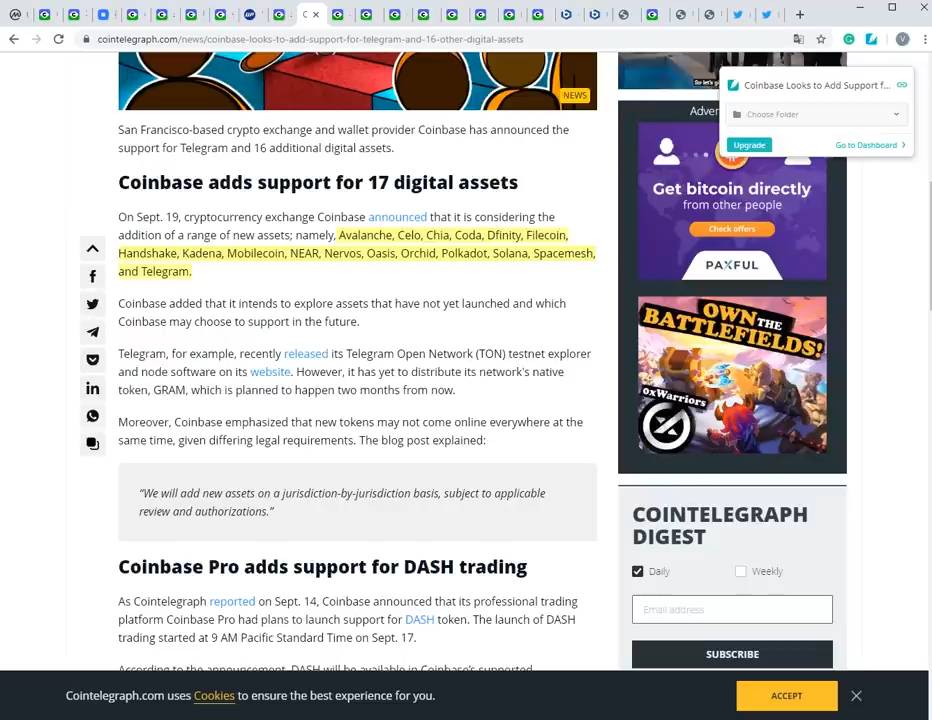 cointelegraph.com/news/coinbase-looks-to-add-support-for-telegram-and-16-other-digital-assets
V
NEWS
So let's g
Coinbase Looks to Add Support f...
Choose Folder
Upgrade
Go to Dashboard
San Francisco-based crypto exchange and wallet provider Coinbase has announced the
support for Telegram and 16 additional digital assets.
Coinbase adds support for 17 digital assets
On Sept. 19, cryptocurrency exchange Coinbase announced that it is considering the
addition of a range of new assets; namely, Avalanche, Celo, Chia, Coda, Dfinity, Filecoin,
Handshake, Kadena, Mobilecoin, NEAR, Nervos, Oasis, Orchid, Polkadot, Solana, Spacemesh,
and Telegram.
Coinbase added that it intends to explore assets that have not yet launched and which
Coinbase may choose to support in the future.
Telegram, for example, recently released its Telegram Open Network (TON) testnet explorer
and node software on its website. However, it has yet to distribute its network's native
token, GRAM, which is planned to happen two months from now.
Moreover, Coinbase emphasized that new tokens may not come online everywhere at the
same time, given differing legal requirements. The blog post explained:
“We will add new assets on a jurisdiction-by-jurisdiction basis, subject to applicable
review and authorizations.”
Coinbase Pro adds support for DASH trading
As Cointelegraph reported on Sept. 14, Coinbase announced that its professional trading
platform Coinbase Pro had plans to launch support for DASH token. The launch of DASH
trading started at 9 AM Pacific Standard Time on Sept. 17.
According to the announcement, DASH will be available in Coinbase's supported
Adver
Get bitcoin directly
from other people
Check offers
PAXFUL
OWN THE
BATTLEFIELDS!
0xWarriors
COINTELEGRAPH
DIGEST
Daily
Weekly
Email address
SUBSCRIBE
Cointelegraph.com uses Cookies to ensure the best experience for you.
ACCEPT